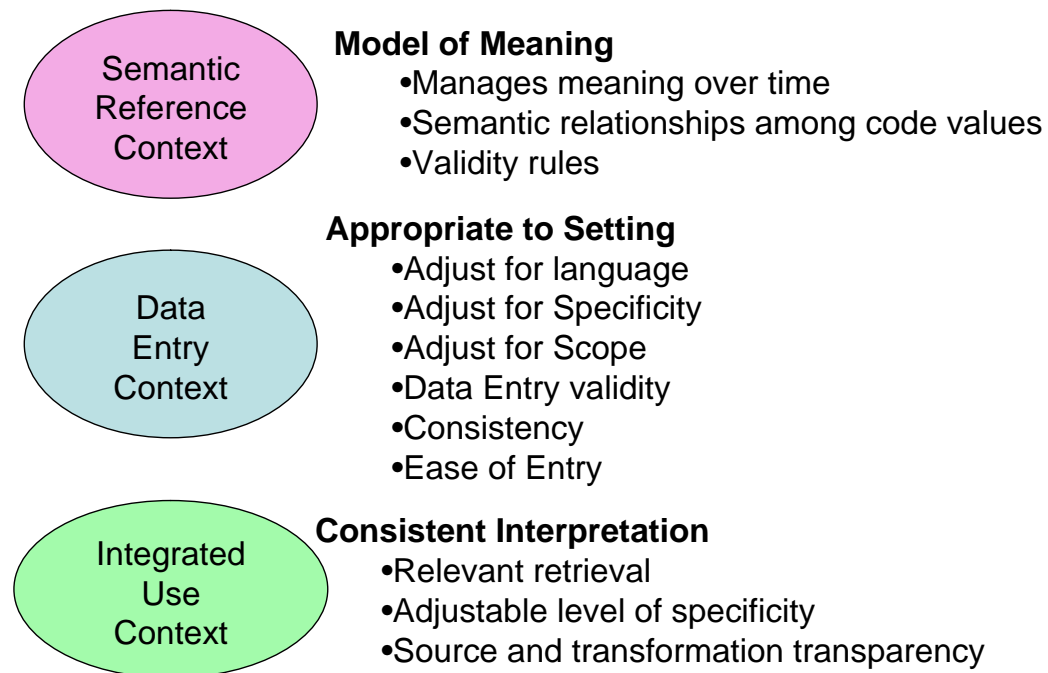 Semantic
Reference
Context
Model of Meaning
•Manages meaning over time
•Semantic relationships among code values
•Validity rules
Data
Entry
Context
Appropriate to Setting
•Adjust for language
•Adjust for Specificity
•Adjust for Scope
•Data Entry validity
•Consistency
•Ease of Entry
Integrated
Use
Context
Consistent Interpretation
•Relevant retrieval
•Adjustable level of specificity
•Source and transformation transparency